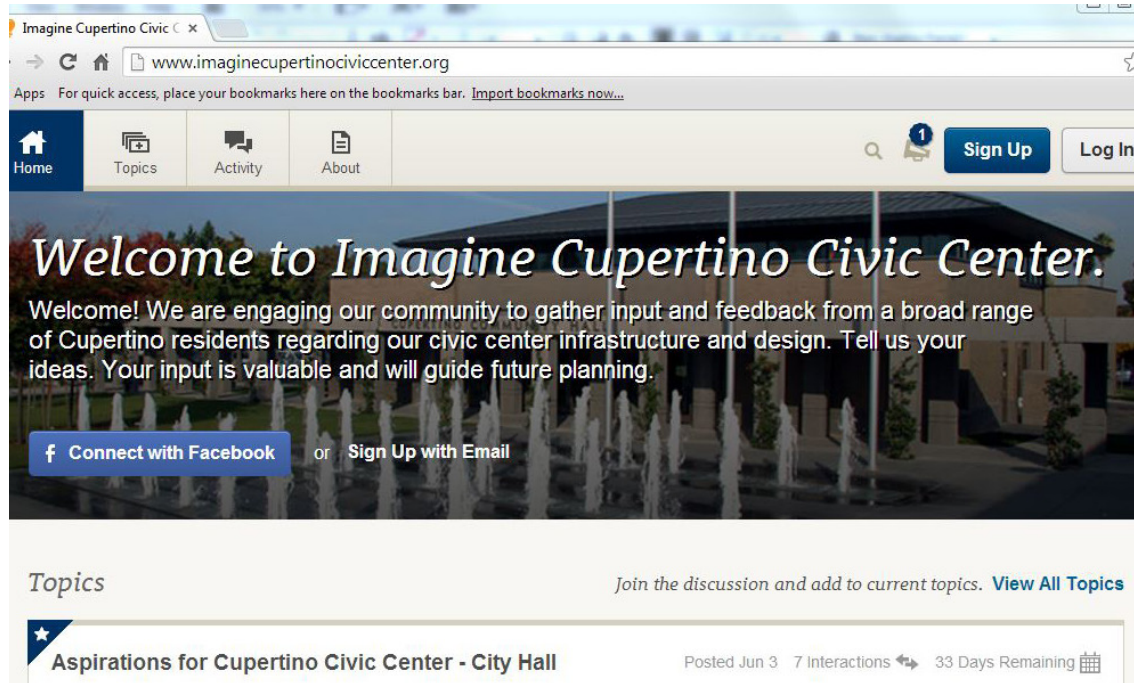 Imagine Cupertino Civic C
www.imaginecupertinociviccenter.org
Apps For quick access, place your bookmarks here on the bookmarks bar. Import bookmarks now...
Home Topics Activity About 1 Sign Up Log In
Welcome to Imagine Cupertino Civic Center.
Welcome! We are engaging our community to gather input and feedback from a broad range
of Cupertino residents regarding our civic center infrastructure and design. Tell us your
ideas. Your input is valuable and will guide future planning.
CUPERTINO COMMUNITY HALL
f Connect with Facebook or Sign Up with Email
Topics Join the discussion and add to current topics. View All Topics
Aspirations for Cupertino Civic Center - City Hall Posted Jun 3 7 Interactions 33 Days Remaining